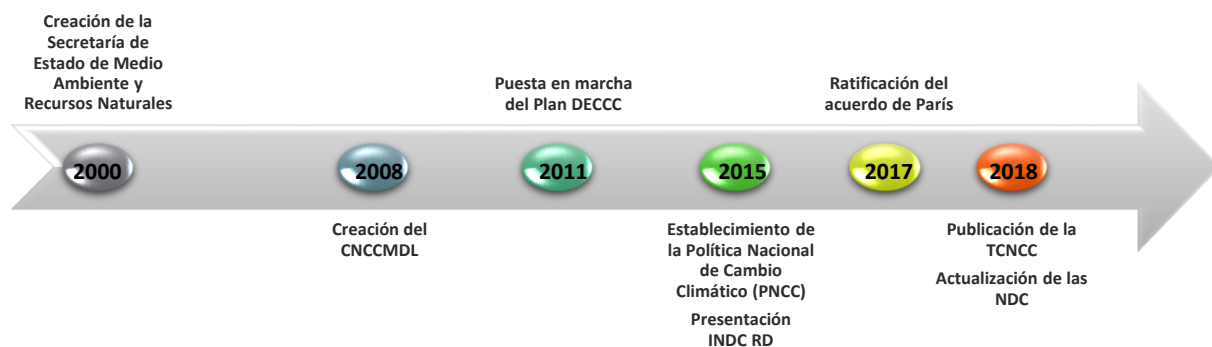 Creación de la
Secretaría de
Estado de Medio
Ambiente y
Recursos Naturales
Puesta en marcha
del Plan DECCC
Ratificación del
acuerdo de París
2000
2008
2011
2015
2017
2018
Creación del
CNCCMDL
Establecimiento de
la Política Nacional
de Cambio
Climático (PNCC)
Presentación
INDC RD
Publicación de la
TCNCC
Actualización de las
NDC